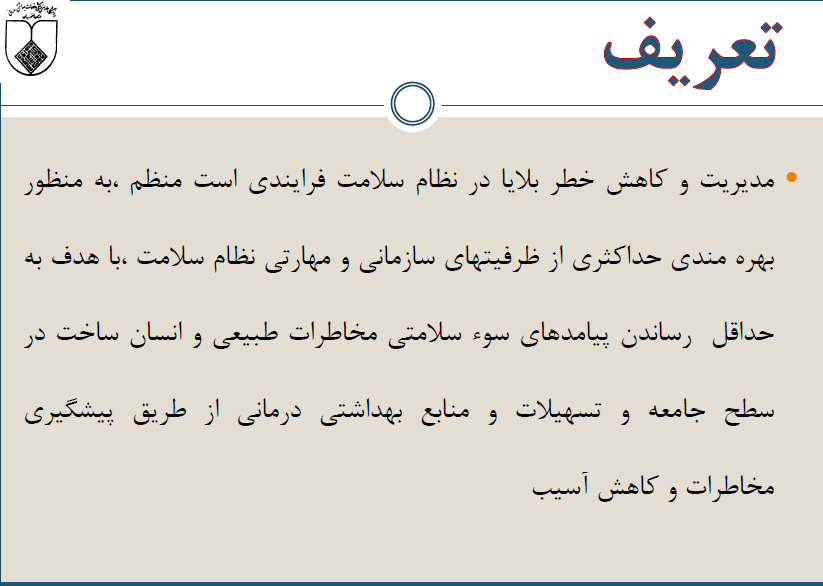 تعریف
مدیریت و کاهش خطر بلایا در نظام سلامت فرایندی است منظم ،به منظور
بهره مندی حداکثری از ظرفیتهای سازمانی و مهارتی نظام سلامت ،با هدف به
حداقل رساندن پیامدهای سوء سلامتی مخاطرات طبیعی و انسان ساخت در
سطح جامعه و تسهیلات و منابع بهداشتی درمانی از طریق پیشگیری
مخاطرات و کاهش آسیب